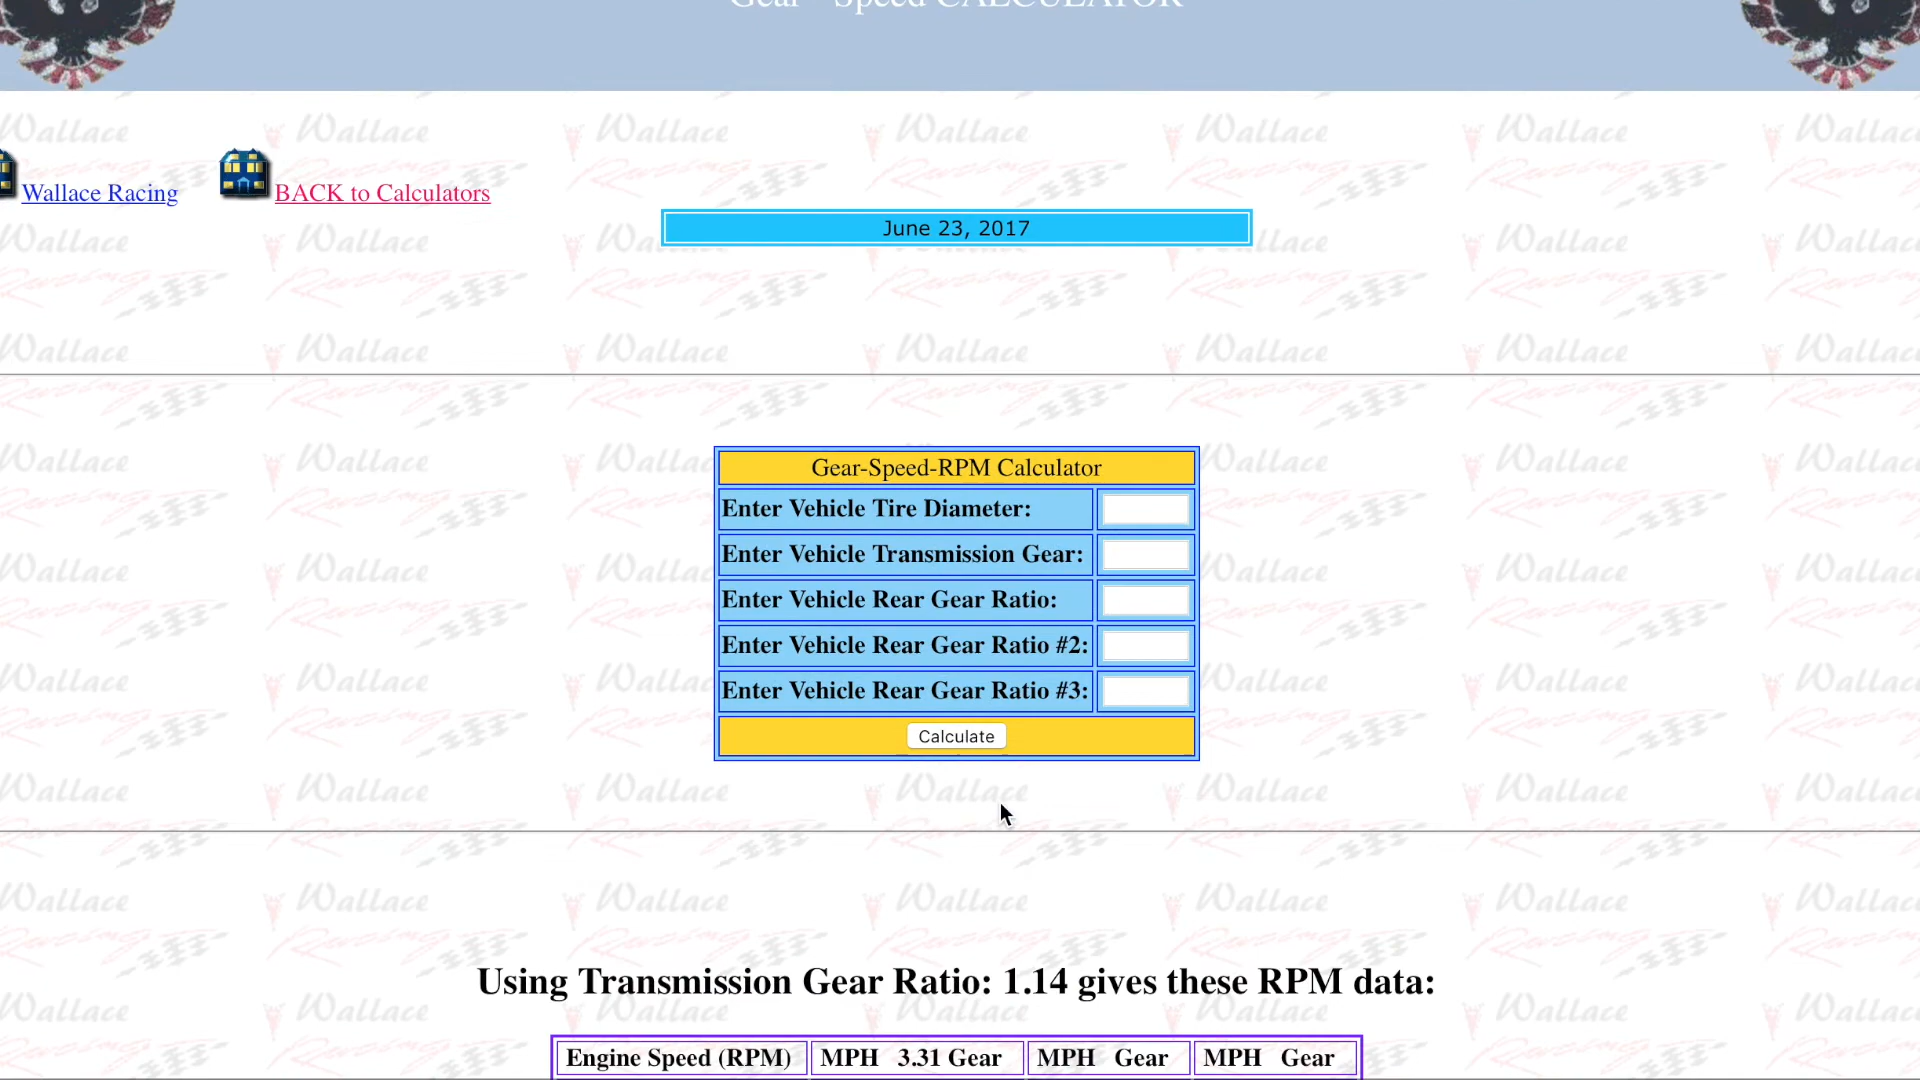 Gear - Speed CALCULATOR
Wallace Racing
BACK to Calculators
June 23, 2017
Gear-Speed-RPM Calculator
Enter Vehicle Tire Diameter:
Enter Vehicle Transmission Gear:
Enter Vehicle Rear Gear Ratio:
Enter Vehicle Rear Gear Ratio #2:
Enter Vehicle Rear Gear Ratio #3:
Calculate
Using Transmission Gear Ratio: 1.14 gives these RPM data:
Engine Speed (RPM) MPH 3.31 Gear MPH Gear MPH Gear